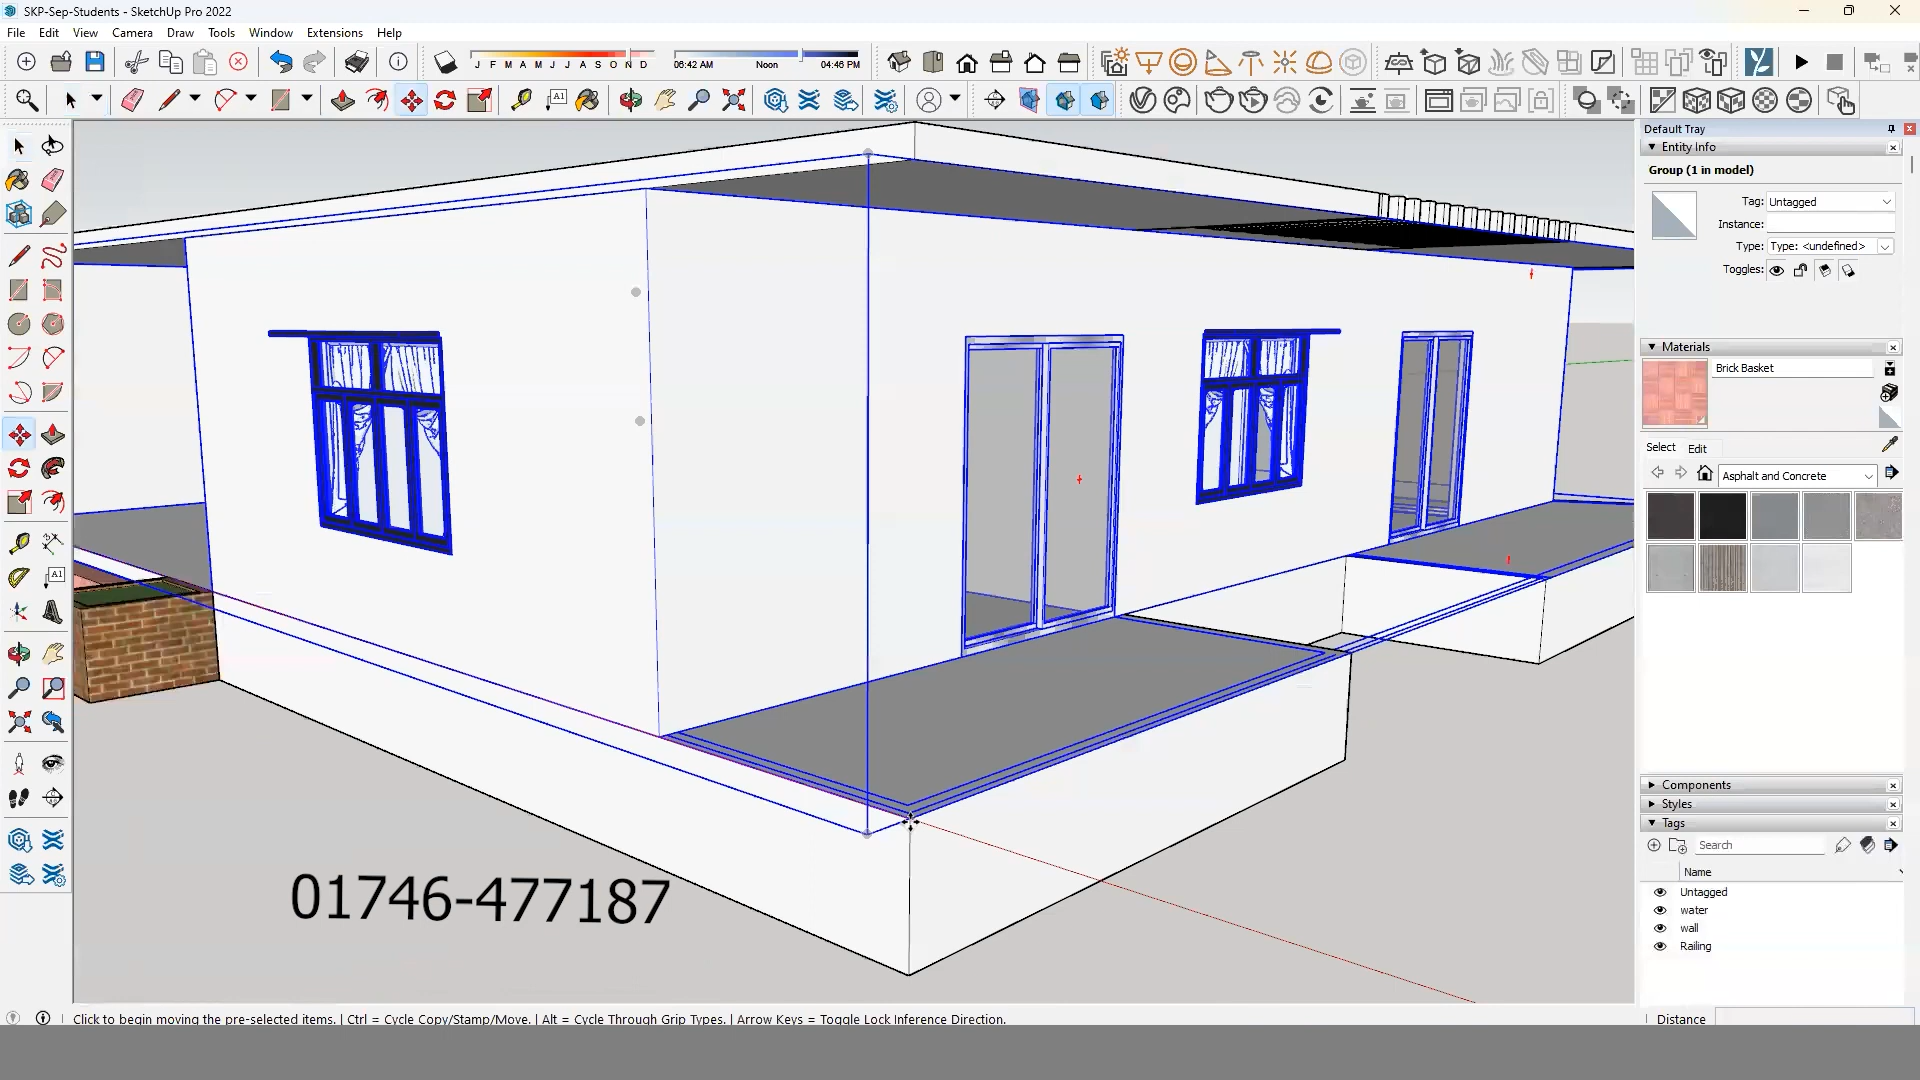 SKP-Sep-Students - SketchUp Pro 2022
File Edit View Camera Draw Tools Window Extensions Help
J F M A M J J A S O N D
06:42 AM Noon 04:46 PM
A1
Default Tray
Entity Info
Group (1 in model)
Tag: Untagged
Instance:
Type: Type: <undefined>
Toggles:
Materials
Brick Basket
Select Edit
Asphalt and Concrete
A1
Components
Styles
Tags
Search
Name
Untagged
water
wall
Railing
01746-477187
Click to begin moving the pre-selected items. | Ctrl = Cycle Copy/Stamp/Move. | Alt = Cycle Through Grip Types. | Arrow Keys = Toggle Lock Inference Direction.
Distance